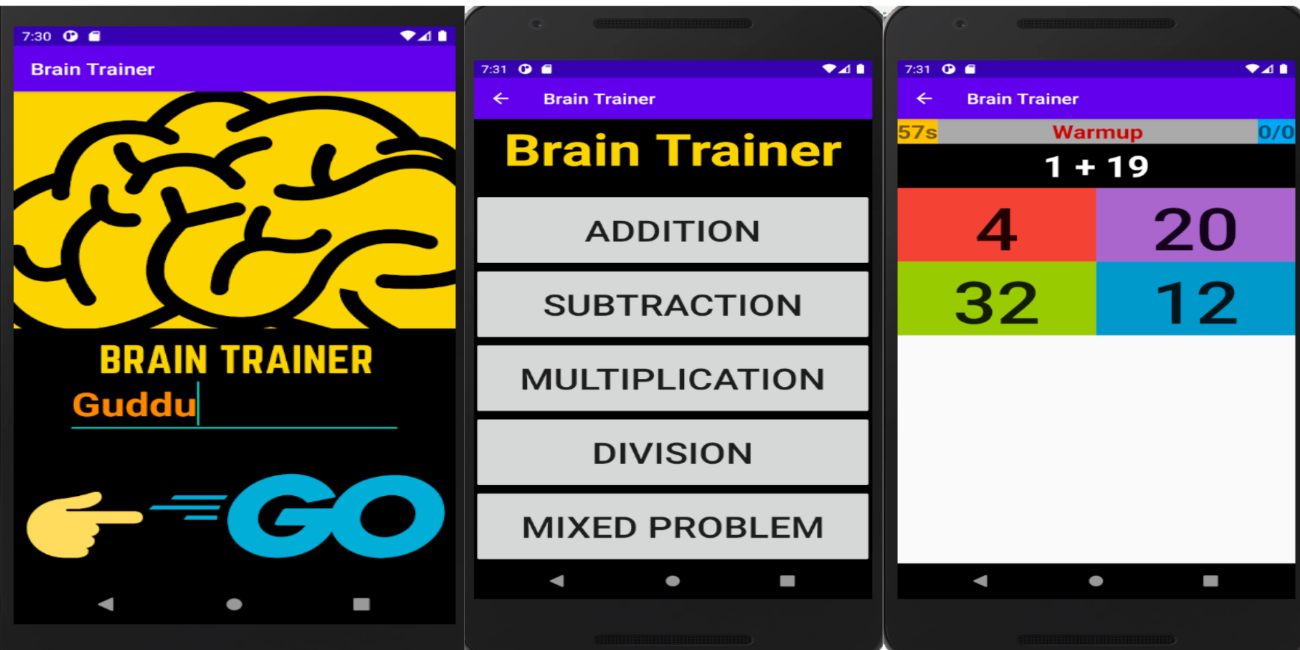 7:30
Brain Trainer
BRAIN TRAINER
Guddu
GO
7:31
Brain Trainer
Brain Trainer
ADDITION
SUBTRACTION
MULTIPLICATION
DIVISION
MIXED PROBLEM
7:31
Brain Trainer
57s Warmup 0/0
1 + 19
4 20
32 12